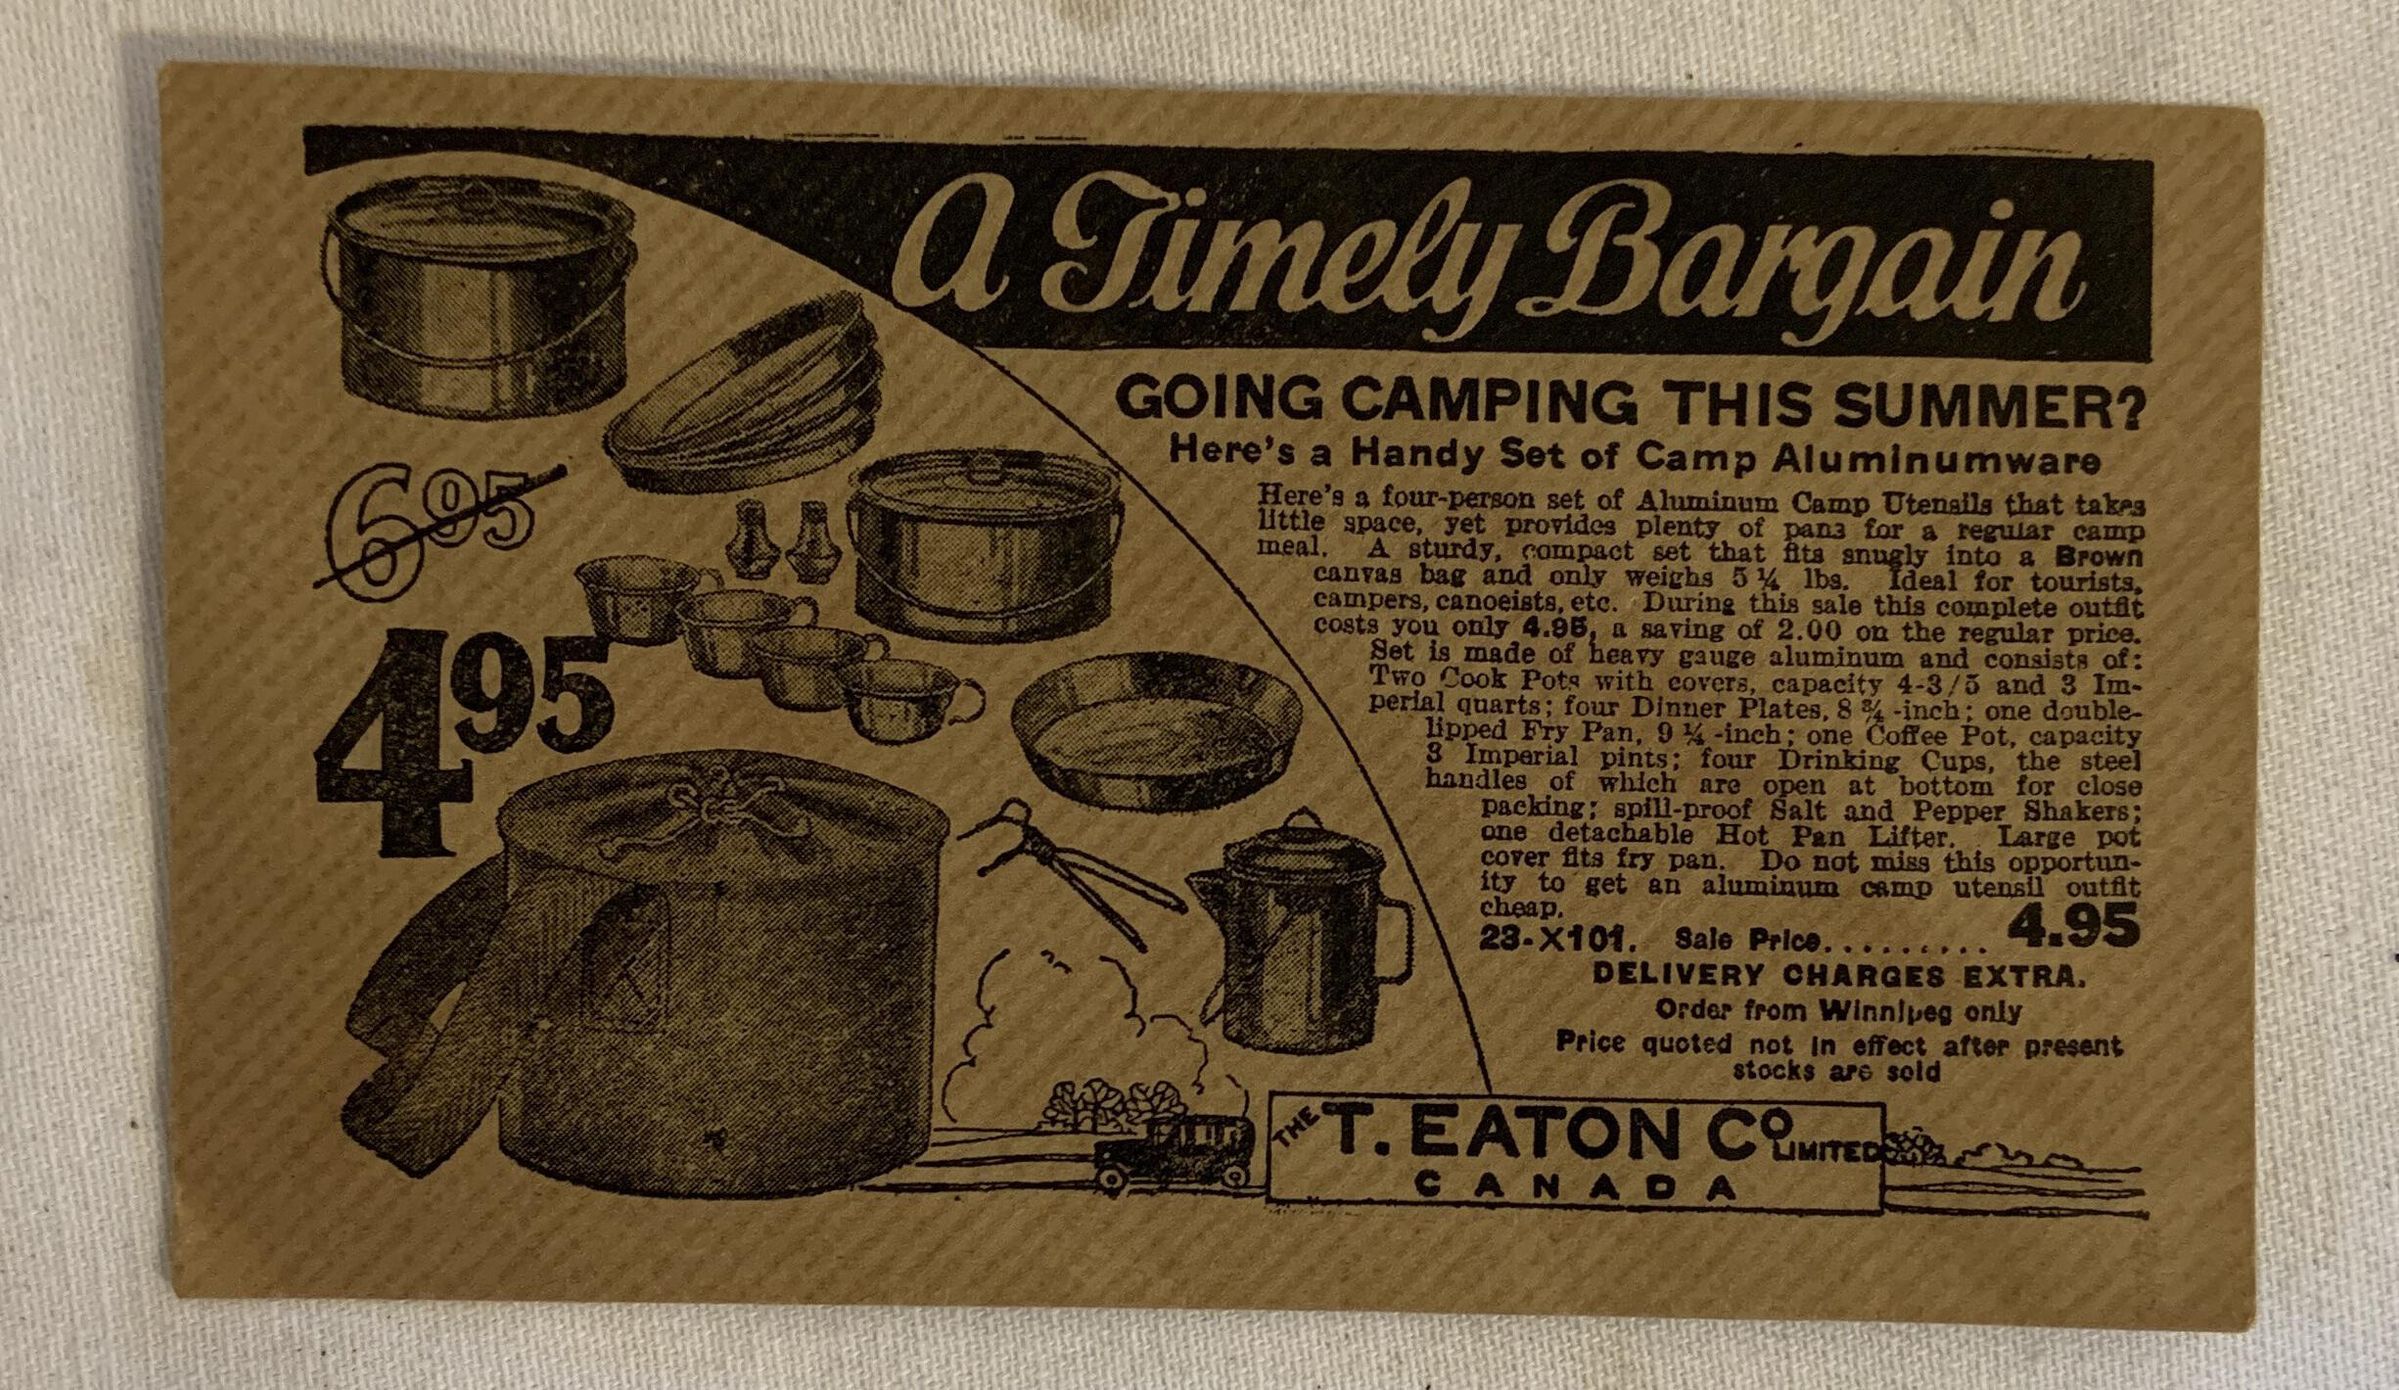 A Timely Bargain
GOING CAMPING THIS SUMMER?
Here's a Handy Set of Camp Aluminumware
6 95
4 95
Here's a four-person set of Aluminum Camp Utensils that takes
little space, yet provides plenty of pans for a regular camp
meal. A sturdy, compact set that fits snugly into a Brown
canvas bag and only weighs 5 1/4 lbs. Ideal for tourists,
campers, canoeists, etc. During this sale this complete outfit
costs you only 4.95, a saving of 2.00 on the regular price.
Set is made of heavy gauge aluminum and consists of:
Two Cook Pots with covers, capacity 4-3/5 and 3 Im-
perial quarts; four Dinner Plates, 8 3/4-inch; one double-
lipped Fry Pan, 9 1/4-inch; one Coffee Pot, capacity
3 Imperial pints; four Drinking Cups, the steel
handles of which are open at bottom for close
packing; spill-proof Salt and Pepper Shakers;
one detachable Hot Pan Lifter. Large pot
cover fits fry pan. Do not miss this opportun-
ity to get an aluminum camp utensil outfit
cheap.
23-X101. Sale Price......... 4.95
DELIVERY CHARGES EXTRA.
Order from Winnipeg only
Price quoted not in effect after present
stocks are sold
THE T. EATON CO LIMITED
CANADA